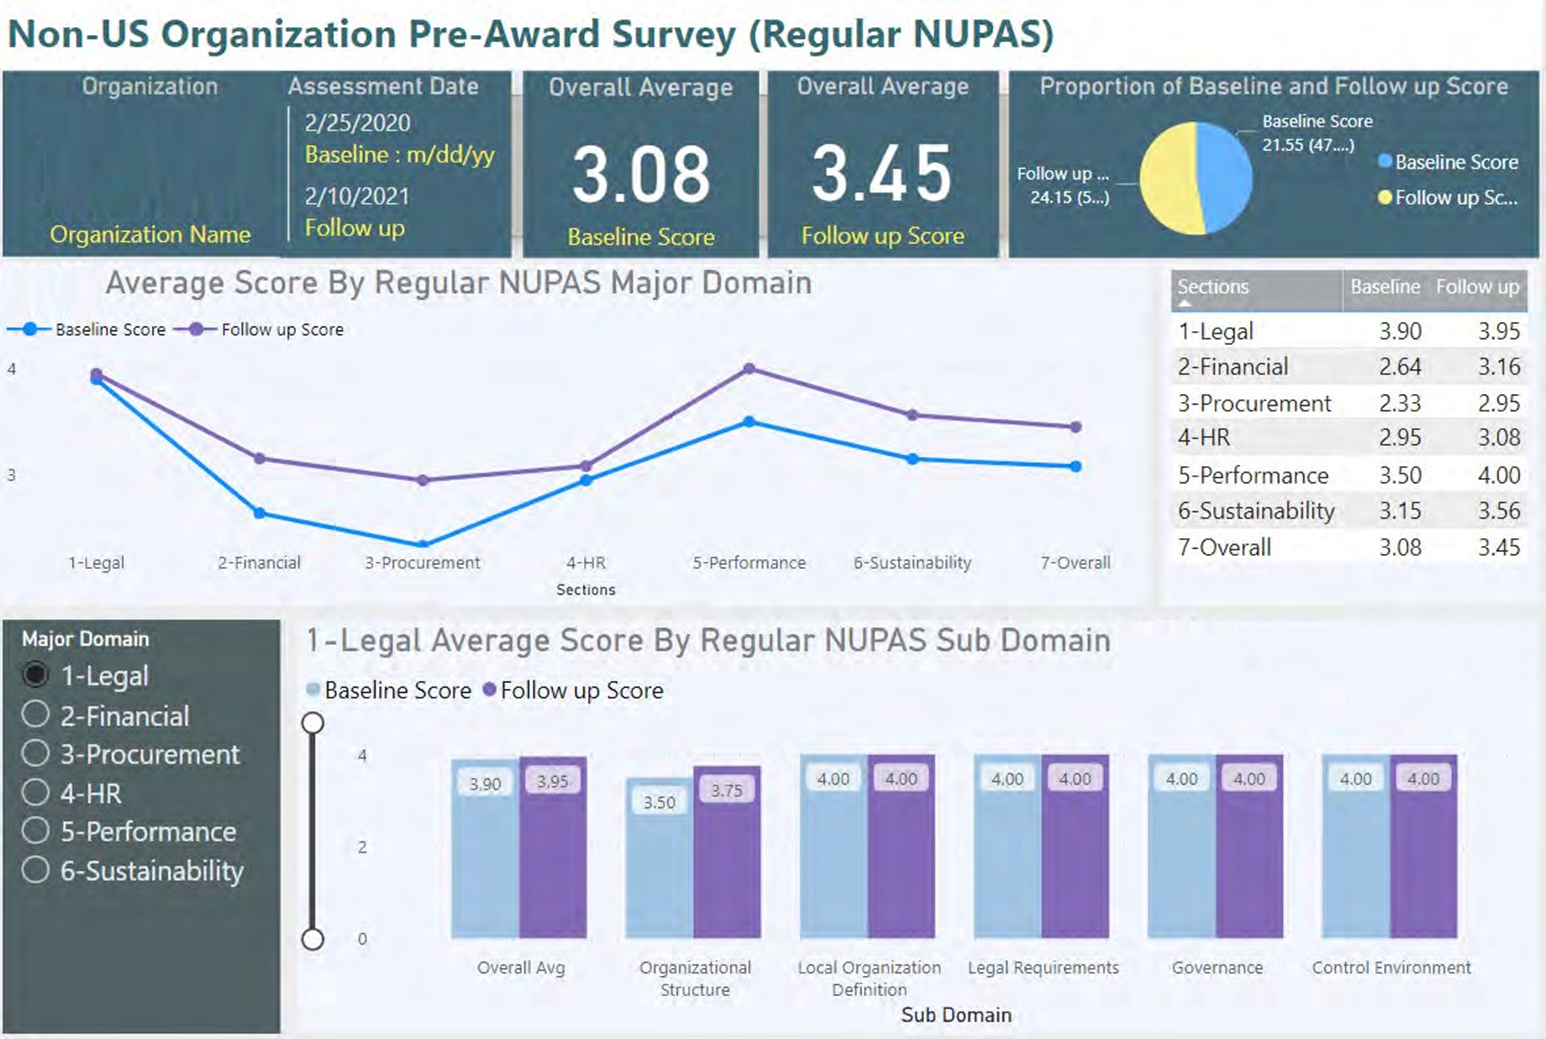 Non-US Organization Pre-Award Survey (Regular NUPAS)
Organization
Organization Name
Assessment Date
2/25/2020
Baseline : m/dd/yy
2/10/2021
Follow up
Overall Average
3.08
Baseline Score
Overall Average
3.45
Follow up Score
Proportion of Baseline and Follow up Score
Baseline Score
21.55 (47....)
Follow up ...
24.15 (5...)
Baseline Score
Follow up Sc...
Average Score By Regular NUPAS Major Domain
Baseline Score Follow up Score
4
3
1-Legal 2-Financial 3-Procurement 4-HR 5-Performance 6-Sustainability 7-Overall
Sections
Sections Baseline Follow up
1-Legal 3.90 3.95
2-Financial 2.64 3.16
3-Procurement 2.33 2.95
4-HR 2.95 3.08
5-Performance 3.50 4.00
6-Sustainability 3.15 3.56
7-Overall 3.08 3.45
Major Domain
1-Legal
2-Financial
3-Procurement
4-HR
5-Performance
6-Sustainability
1-Legal Average Score By Regular NUPAS Sub Domain
Baseline Score Follow up Score
4
2
0
3.90 3.95 3.50 3.75 4.00 4.00 4.00 4.00 4.00 4.00 4.00 4.00
Overall Avg
Organizational
Structure
Local Organization
Definition
Legal Requirements
Governance
Control Environment
Sub Domain